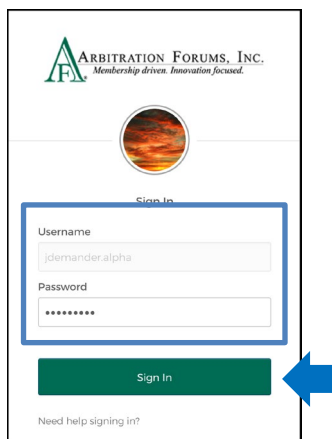 AF
ARBITRATION FORUMS, INC.
Membership driven. Innovation focused.
Sign In
Username
jdemander.alpha
Password
•••••••••
Sign In
Need help signing in?